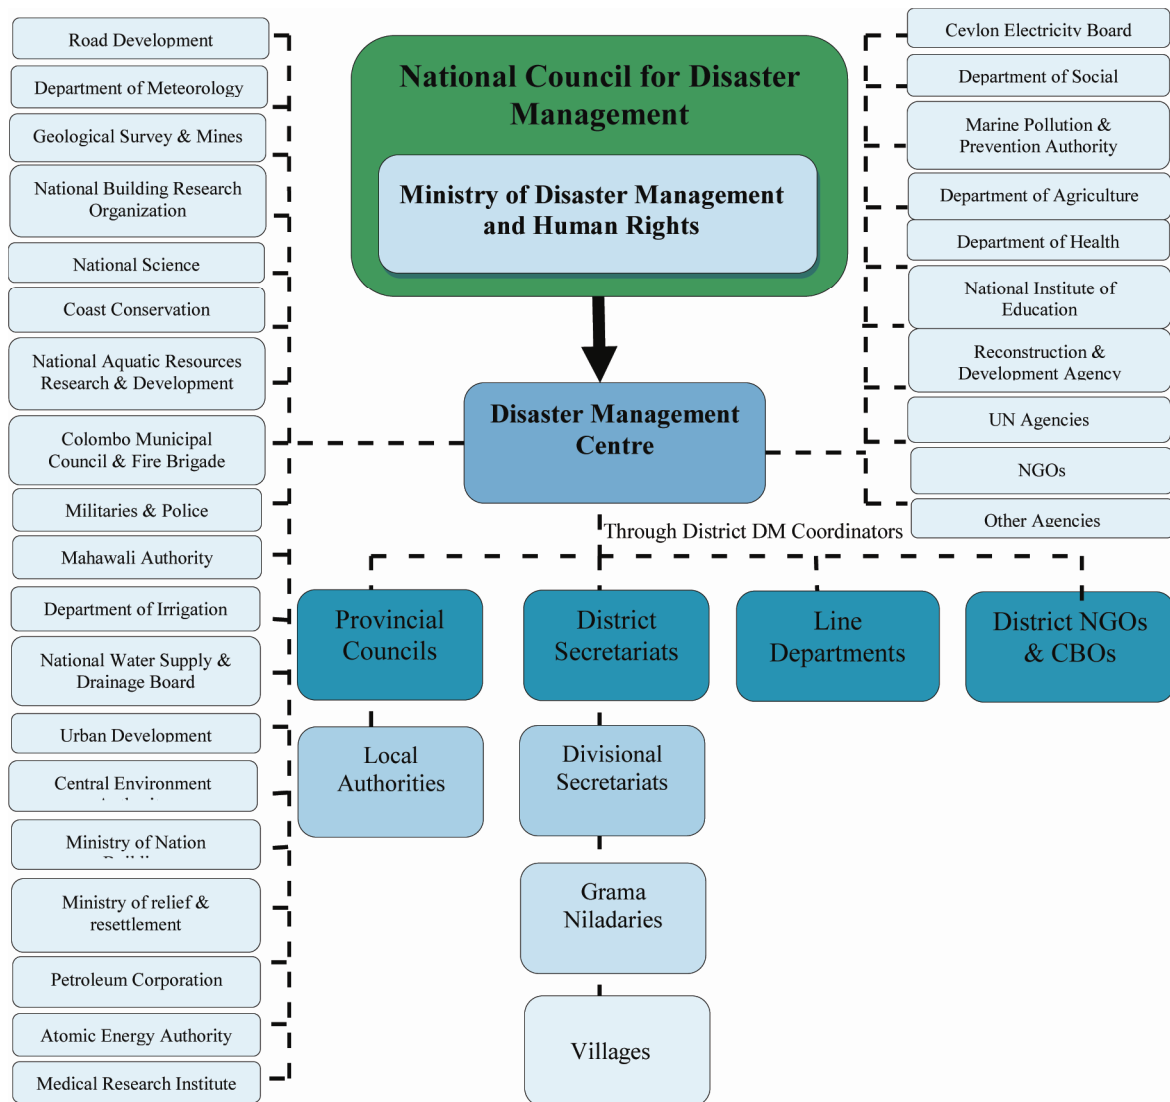 Road Development
Department of Meteorology
Geological Survey & Mines
National Building Research
Organization
National Science
Coast Conservation
National Aquatic Resources
Research & Development
Colombo Municipal
Council & Fire Brigade
Militaries & Police
Mahawali Authority
Department of Irrigation
National Water Supply &
Drainage Board
Urban Development
Central Environment
Ministry of Nation
Ministry of relief &
resettlement
Petroleum Corporation
Atomic Energy Authority
Medical Research Institute
National Council for Disaster
Management
Ministry of Disaster Management
and Human Rights
Disaster Management
Centre
Through District DM Coordinators
Provincial
Councils
District
Secretariats
Line
Departments
District NGOs
& CBOs
Local
Authorities
Divisional
Secretariats
Grama
Niladaries
Villages
Ceylon Electricity Board
Department of Social
Marine Pollution &
Prevention Authority
Department of Agriculture
Department of Health
National Institute of
Education
Reconstruction &
Development Agency
UN Agencies
NGOs
Other Agencies